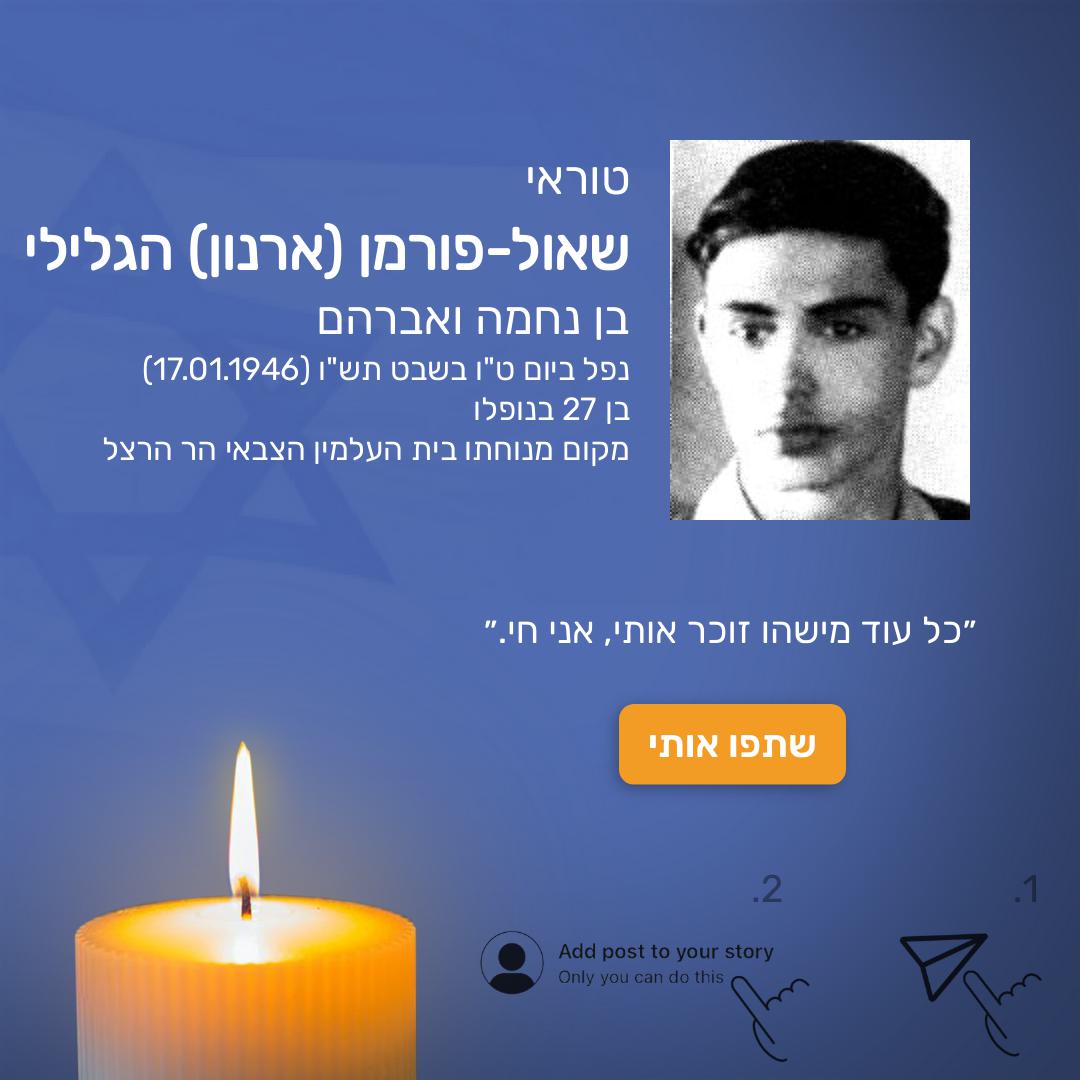 טוראי
שאול-פורמן (ארנון) הגלילי
בן נחמה ואברהם
נפל ביום ט"ו בשבט תש"ו (17.01.1946)
בן 27 בנופלו
מקום מנוחתו בית העלמין הצבאי הר הרצל
״כל עוד מישהו זוכר אותי, אני חי.״
שתפו אותי
1.
2.
Add post to your story
Only you can do this